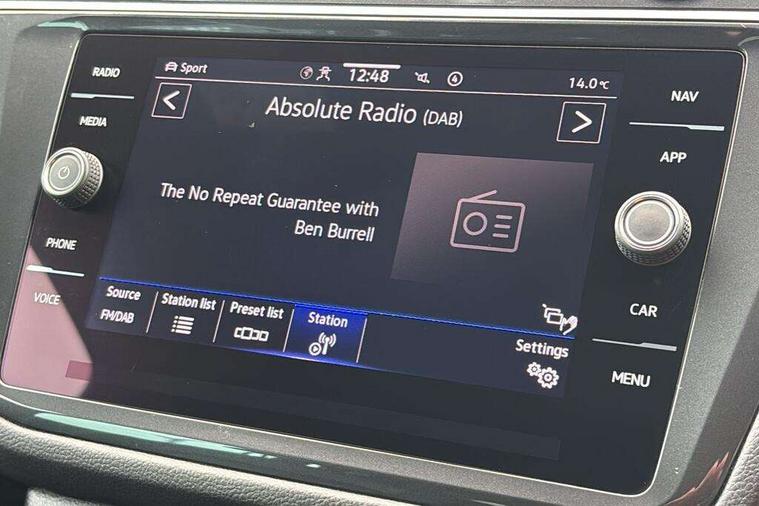 RADIO
MEDIA
PHONE
VOICE
Sport
12:48
4
14.0°C
< Absolute Radio (DAB) >
The No Repeat Guarantee with
Ben Burrell
Source
FM/DAB
Station list
Preset list
Station
Settings
NAV
APP
CAR
MENU